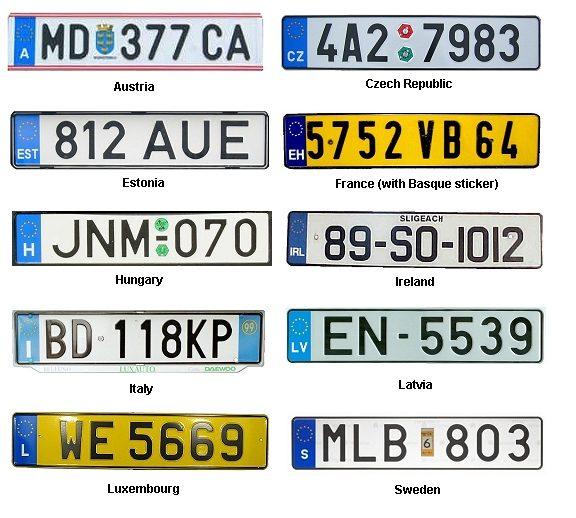 A MD 377 CA
Austria
CZ 4A2 7983
Czech Republic
EST 812 AUE
Estonia
EH 5752 VB 64
France (with Basque sticker)
H JNM 070
Hungary
SLIGEACH
IRL 89-SO-1012
Ireland
I BD 118KP 99
LUXAUTO DAEWOO
Italy
LV EN-5539
Latvia
L WE 5669
Luxembourg
S MLB 6 803
Sweden